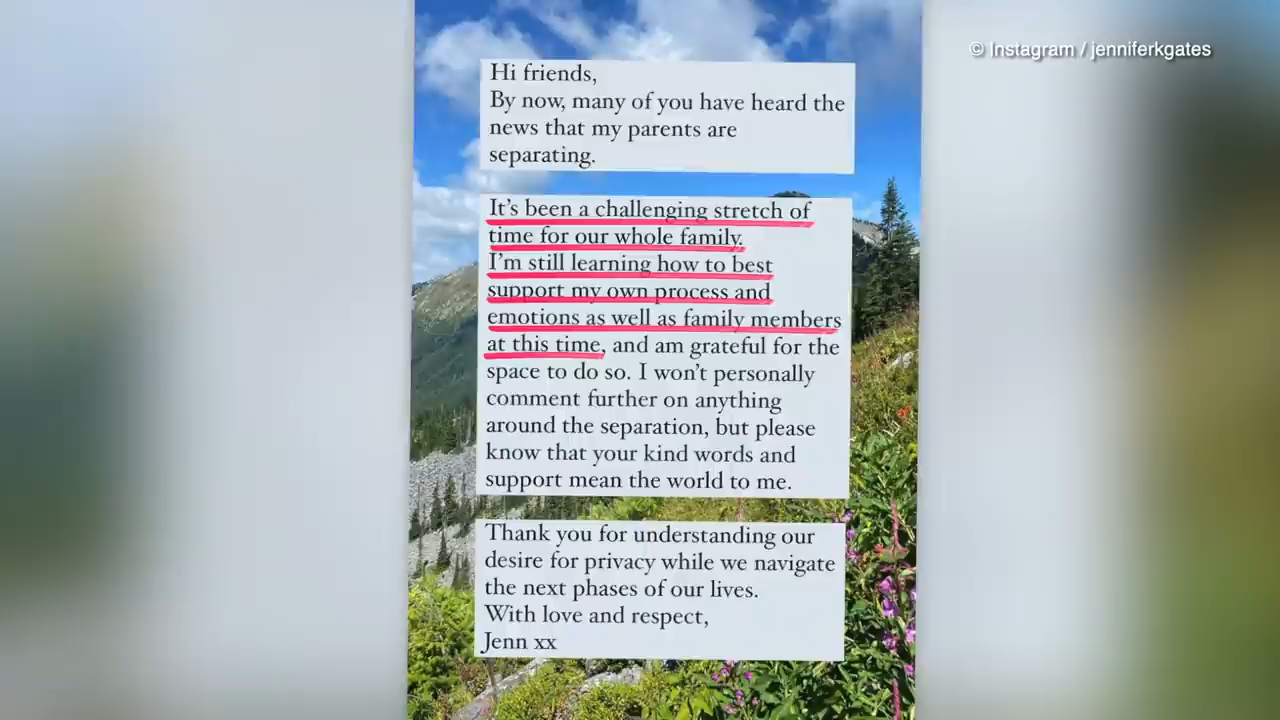 © Instagram / jenniferkgates
Hi friends,
By now, many of you have heard the
news that my parents are
separating.
It's been a challenging stretch of
time for our whole family.
I'm still learning how to best
support my own process and
emotions as well as family members
at this time, and am grateful for the
space to do so. I won't personally
comment further on anything
around the separation, but please
know that your kind words and
support mean the world to me.
Thank you for understanding our
desire for privacy while we navigate
the next phases of our lives.
With love and respect,
Jenn xx